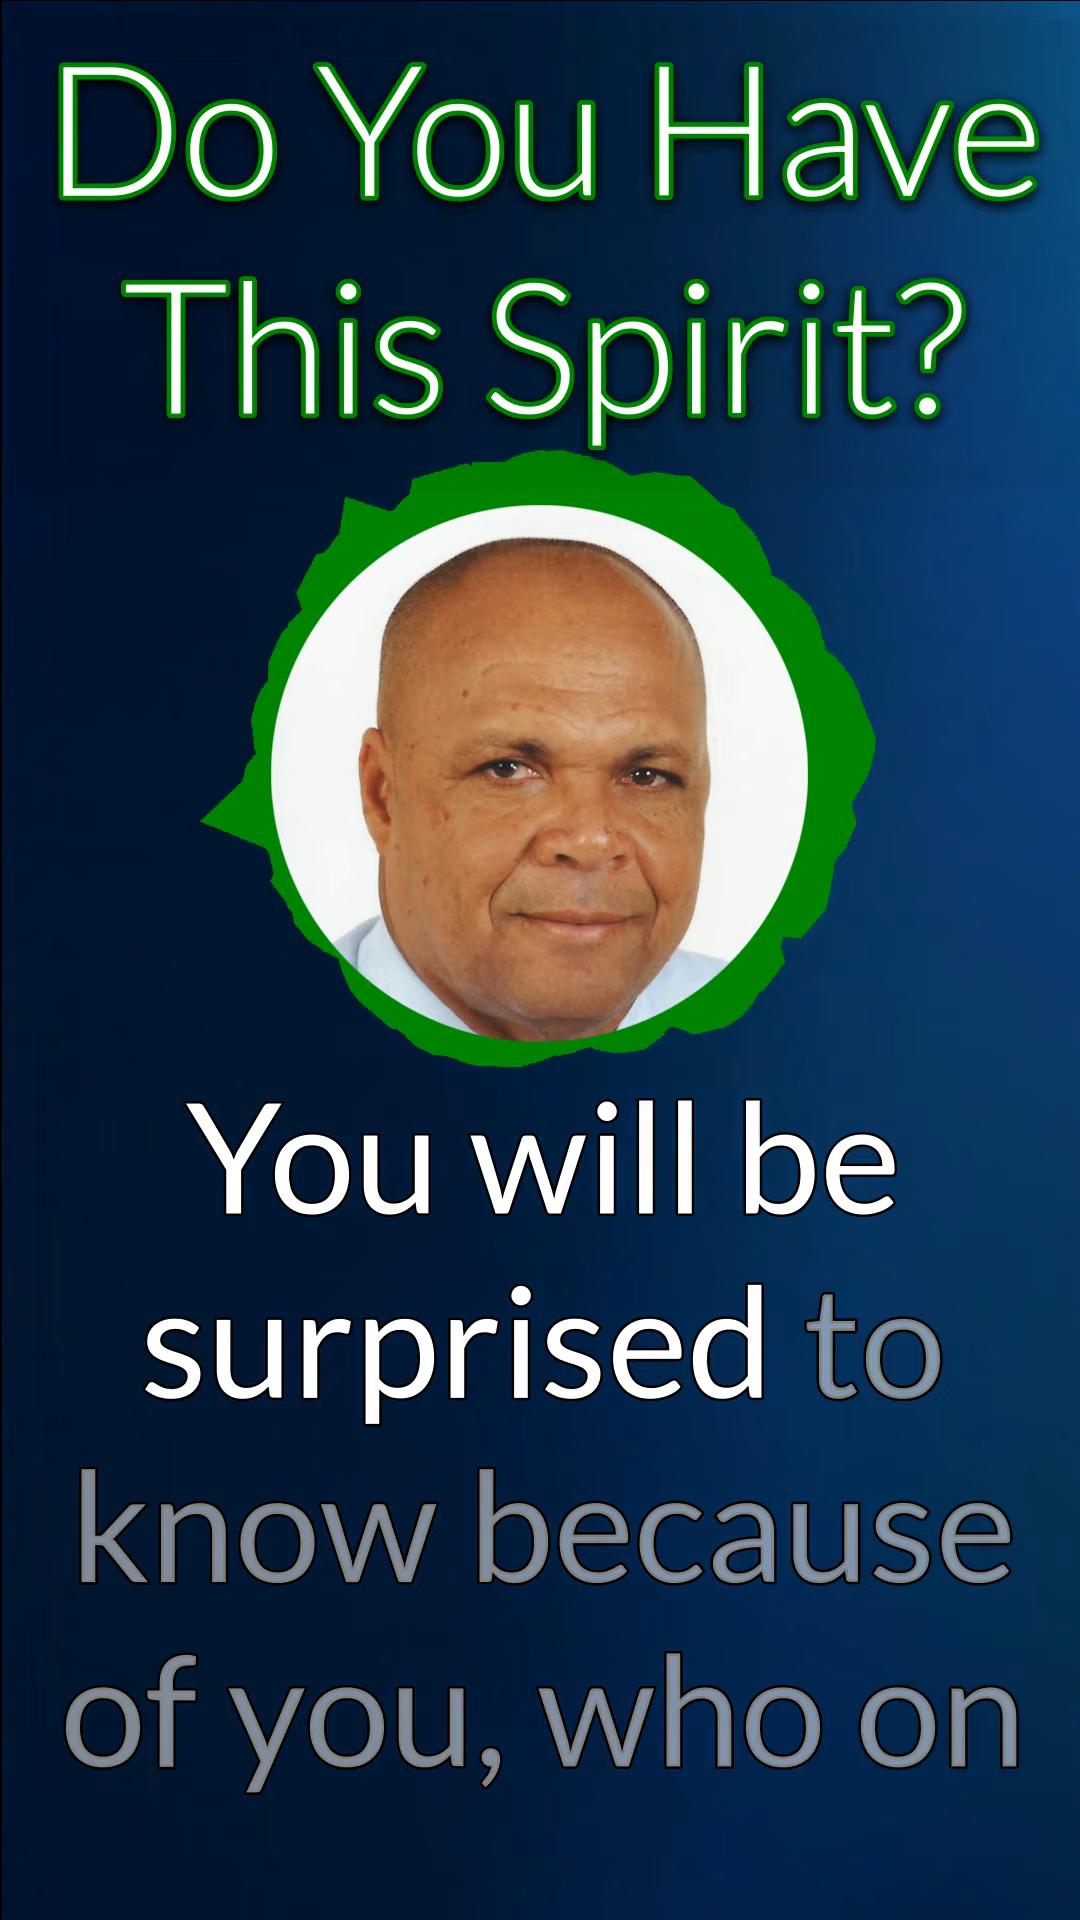 Do You Have
This Spirit?
You will be
surprised to
know because
of you, who on